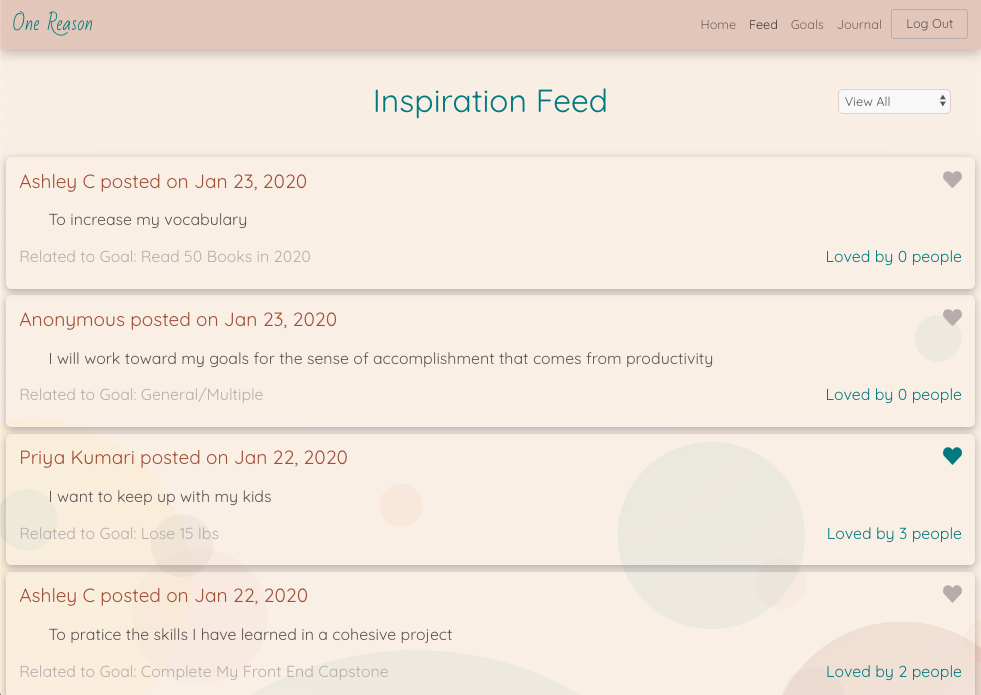 One Reason
Home Feed Goals Journal Log Out
Inspiration Feed
View All
Ashley C posted on Jan 23, 2020
To increase my vocabulary
Related to Goal: Read 50 Books in 2020
Loved by 0 people
Anonymous posted on Jan 23, 2020
I will work toward my goals for the sense of accomplishment that comes from productivity
Related to Goal: General/Multiple
Loved by 0 people
Priya Kumari posted on Jan 22, 2020
I want to keep up with my kids
Related to Goal: Lose 15 lbs
Loved by 3 people
Ashley C posted on Jan 22, 2020
To pratice the skills I have learned in a cohesive project
Related to Goal: Complete My Front End Capstone
Loved by 2 people